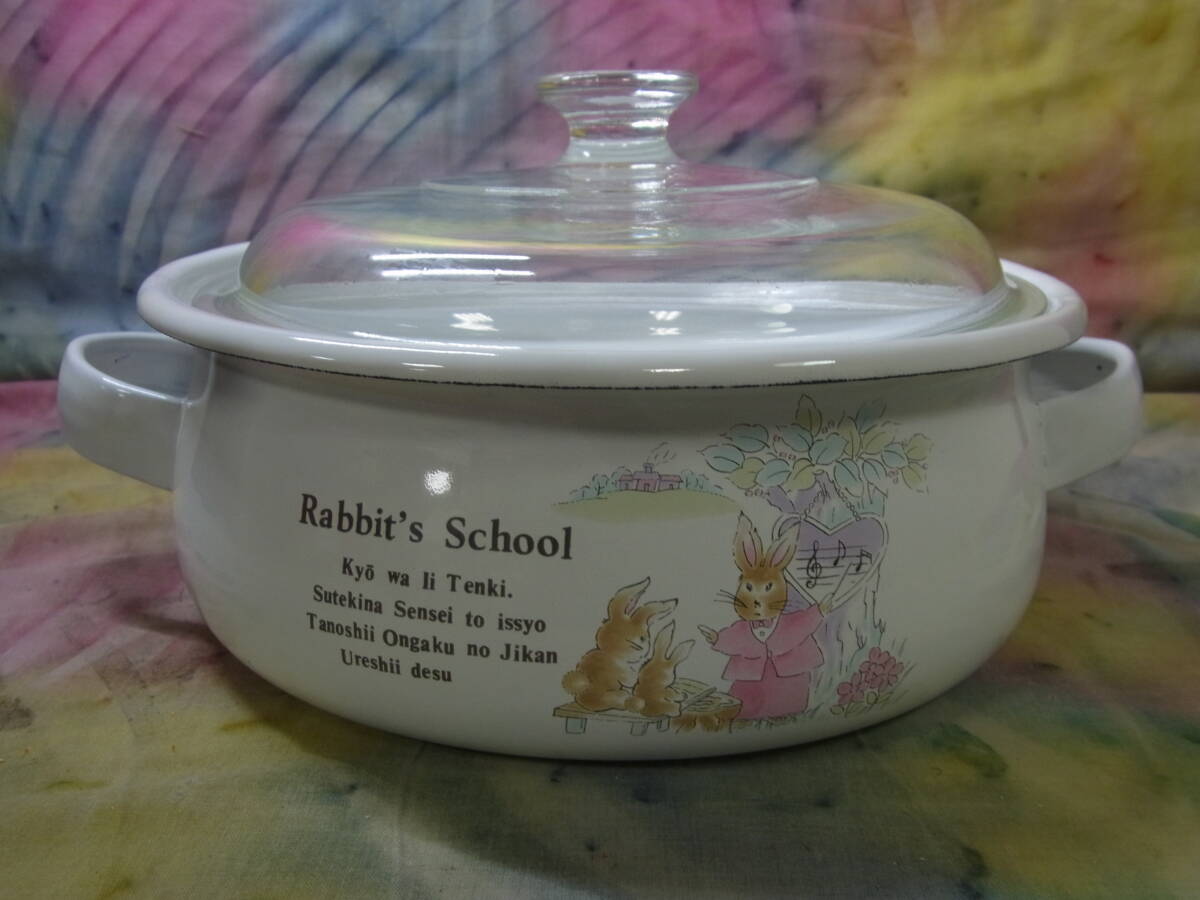 Rabbit's School
Kyō wa Ii Tenki.
Sutekina Sensei to issyo
Tanoshii Ongaku no Jikan
Ureshii desu